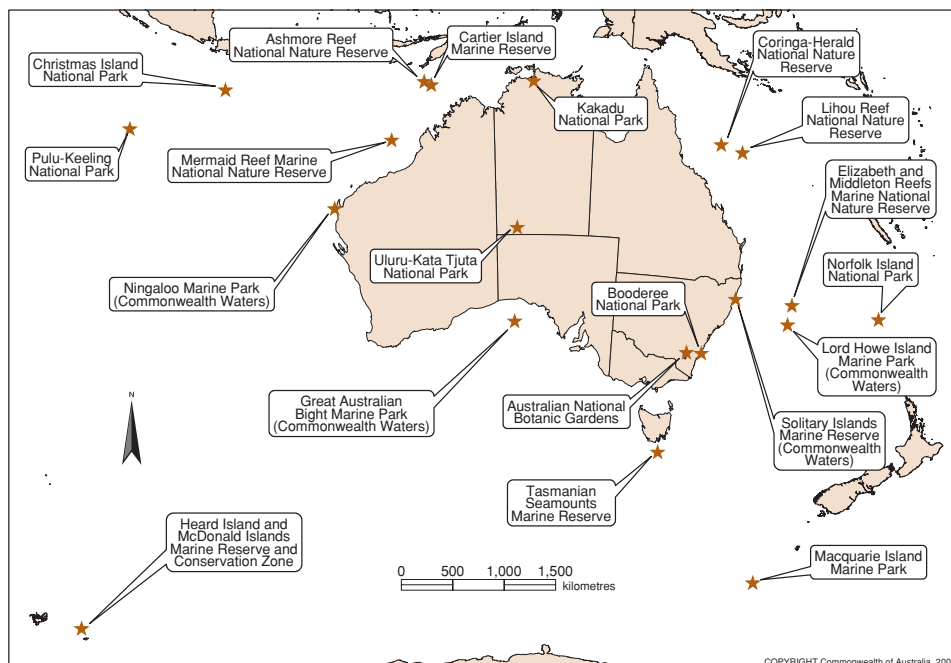 Ashmore Reef
National Nature Reserve
Cartier Island
Marine Reserve
Coringa-Herald
National Nature
Reserve
Christmas Island
National Park
Kakadu
National Park
Lihou Reef
National Nature
Reserve
Pulu-Keeling
National Park
Mermaid Reef Marine
National Nature Reserve
Elizabeth and
Middleton Reefs
Marine National
Nature Reserve
Uluru-Kata Tjuta
National Park
Norfolk Island
National Park
Ningaloo Marine Park
(Commonwealth Waters)
Booderee
National Park
Lord Howe Island
Marine Park
(Commonwealth
Waters)
Great Australian
Bight Marine Park
(Commonwealth Waters)
Australian National
Botanic Gardens
Solitary Islands
Marine Reserve
(Commonwealth
Waters)
N
Tasmanian
Seamounts
Marine Reserve
Heard Island and
McDonald Islands
Marine Reserve and
Conservation Zone
Macquarie Island
Marine Park
0 500 1,000 1,500
kilometres
COPYRIGHT Commonwealth of Australia,